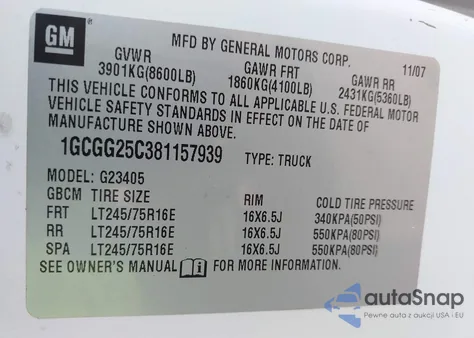 GM
MFD BY GENERAL MOTORS CORP.
11/07
GVWR GAWR FRT GAWR RR
3901KG(8600LB) 1860KG(4100LB) 2431KG(5360LB)
THIS VEHICLE CONFORMS TO ALL APPLICABLE U.S. FEDERAL MOTOR
VEHICLE SAFETY STANDARDS IN EFFECT ON THE DATE OF
MANUFACTURE SHOWN ABOVE.
1GCGG25C381157939 TYPE: TRUCK
MODEL: G23405
GBCM TIRE SIZE RIM COLD TIRE PRESSURE
FRT LT245/75R16E 16X6.5J 340KPA(50PSI)
RR LT245/75R16E 16X6.5J 550KPA(80PSI)
SPA LT245/75R16E 16X6.5J 550KPA(80PSI)
SEE OWNER'S MANUAL i FOR MORE INFORMATION.
autaSnap
Pewne auta z aukcji USA i EU